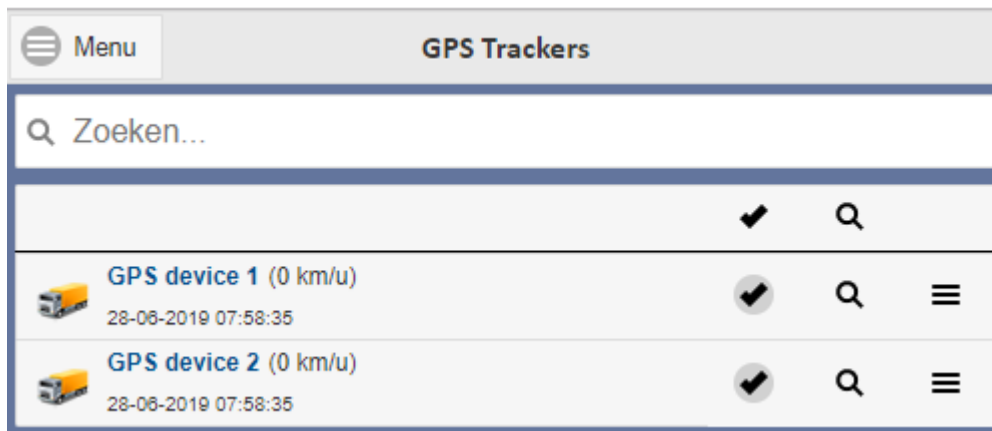 Menu
GPS Trackers
Zoeken...
GPS device 1 (0 km/u)
28-06-2019 07:58:35
GPS device 2 (0 km/u)
28-06-2019 07:58:35